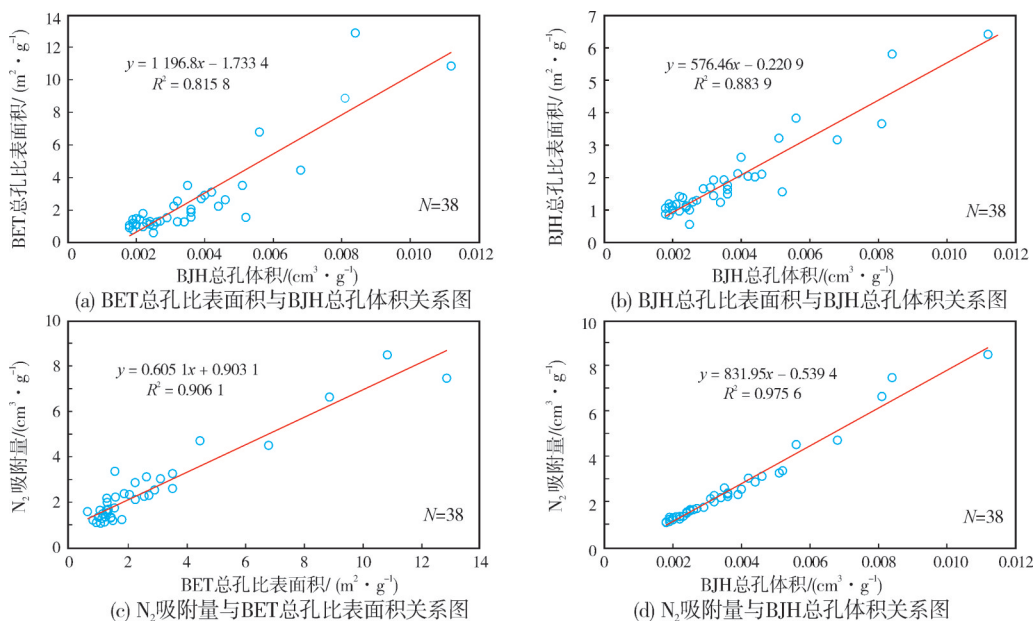 14
12
10
8
6
4
2
0
BET总孔比表面积/ (m²・g⁻¹)
y = 1 196.8x − 1.733 4
R² = 0.815 8
N=38
0 0.002 0.004 0.006 0.008 0.010 0.012
BJH总孔体积/(cm³・g⁻¹)
(a) BET总孔比表面积与BJH总孔体积关系图
7
6
5
4
3
2
1
0
BJH总孔比表面积/ (m²・g⁻¹)
y = 576.46x − 0.220 9
R² = 0.883 9
N=38
0 0.002 0.004 0.006 0.008 0.010 0.012
BJH总孔体积/(cm³・g⁻¹)
(b) BJH总孔比表面积与BJH总孔体积关系图
10
8
6
4
2
0
N₂吸附量/(cm³・g⁻¹)
y = 0.605 1x + 0.903 1
R² = 0.906 1
N=38
0 2 4 6 8 10 12 14
BET总孔比表面积/ (m²・g⁻¹)
(c) N₂吸附量与BET总孔比表面积关系图
10
8
6
4
2
0
N₂吸附量/(cm³・g⁻¹)
y = 831.95x − 0.539 4
R² = 0.975 6
N=38
0 0.002 0.004 0.006 0.008 0.010 0.012
BJH总孔体积/(cm³・g⁻¹)
(d) N₂吸附量与BJH总孔体积关系图